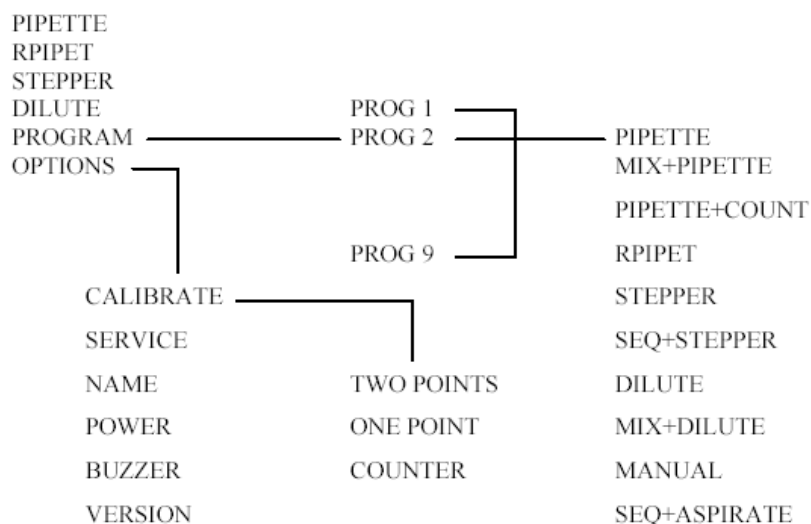 PIPETTE
RPIPET
STEPPER
DILUTE PROG 1
PROGRAM PROG 2 PIPETTE
OPTIONS MIX+PIPETTE
PIPETTE+COUNT
PROG 9 RPIPET
CALIBRATE STEPPER
SERVICE SEQ+STEPPER
NAME TWO POINTS DILUTE
POWER ONE POINT MIX+DILUTE
BUZZER COUNTER MANUAL
VERSION SEQ+ASPIRATE